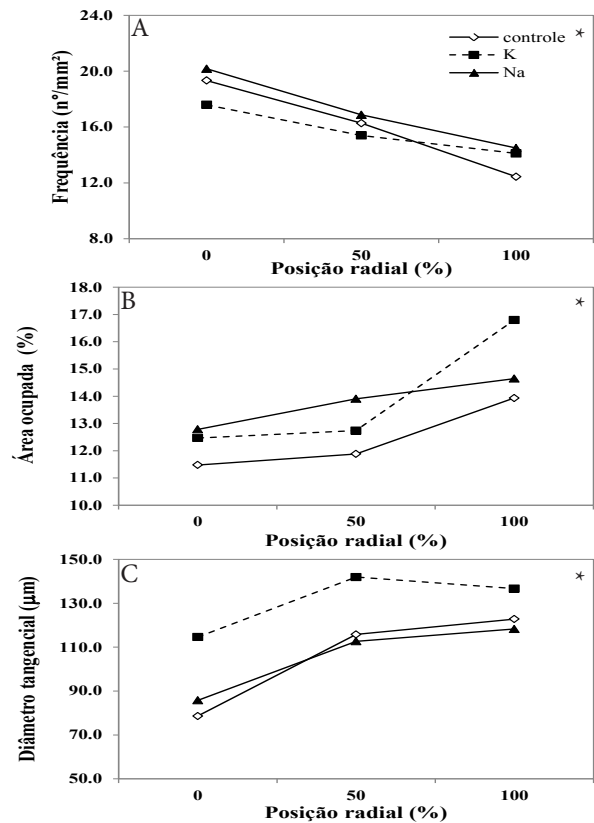 A
controle
K
Na
*
24.0
20.0
16.0
12.0
8.0
Frequência (n°/mm²)
0 50 100
Posição radial (%)
B
*
18.0
17.0
16.0
15.0
14.0
13.0
12.0
11.0
10.0
Área ocupada (%)
0 50 100
Posição radial (%)
C
*
150.0
130.0
110.0
90.0
70.0
50.0
Diâmetro tangencial (µm)
0 50 100
Posição radial (%)